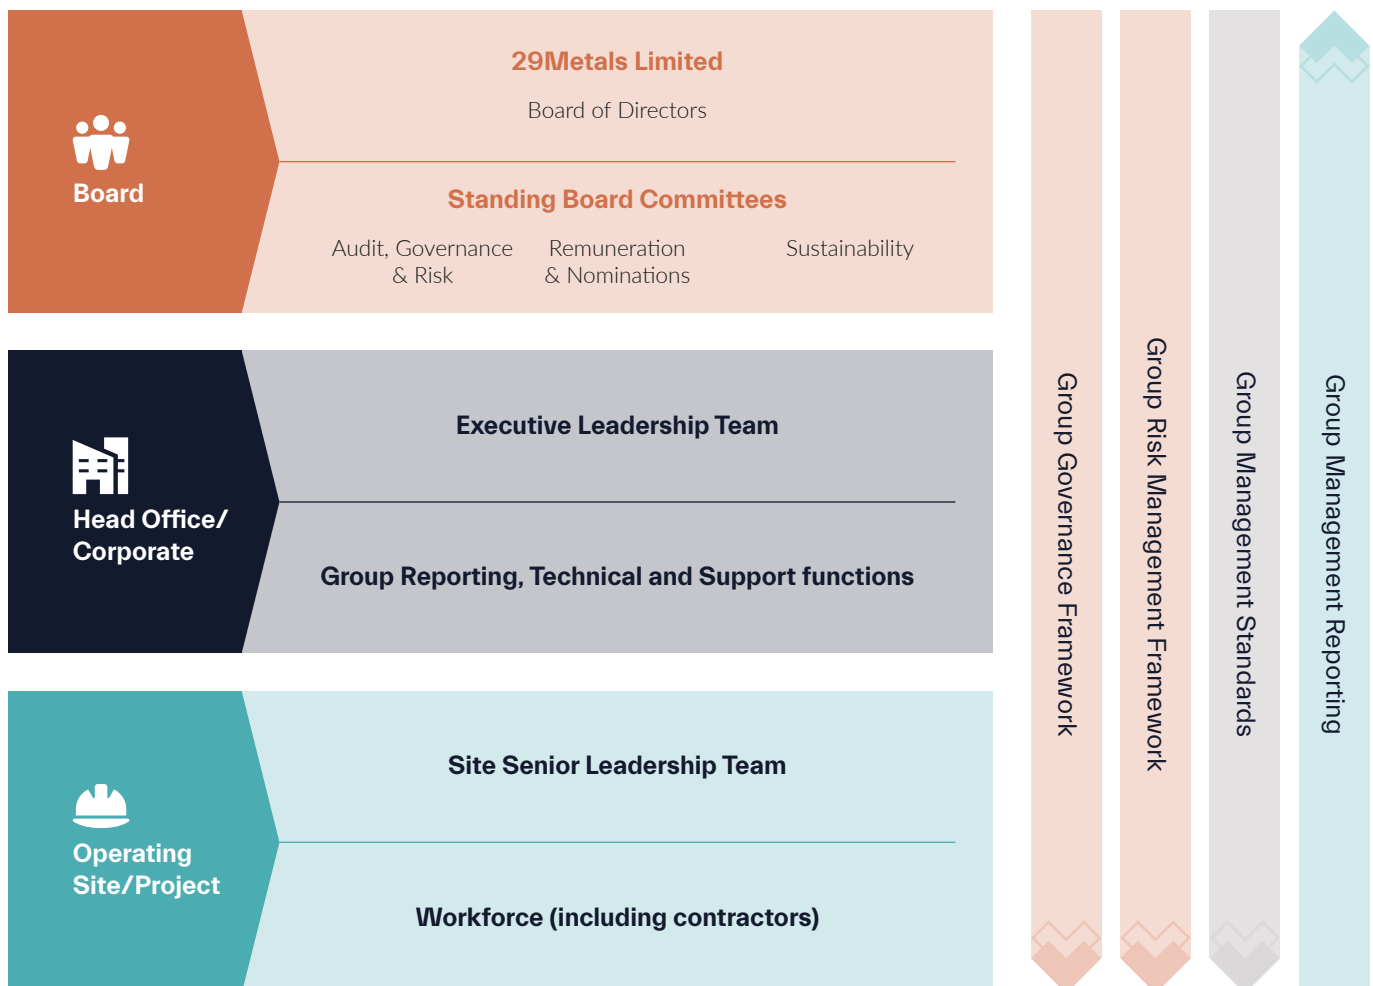 Board
29Metals Limited
Board of Directors
Standing Board Committees
Audit, Governance
& Risk
Remuneration
& Nominations
Sustainability
Head Office/
Corporate
Executive Leadership Team
Group Reporting, Technical and Support functions
Operating
Site/Project
Site Senior Leadership Team
Workforce (including contractors)
Group Governance Framework
Group Risk Management Framework
Group Management Standards
Group Management Reporting